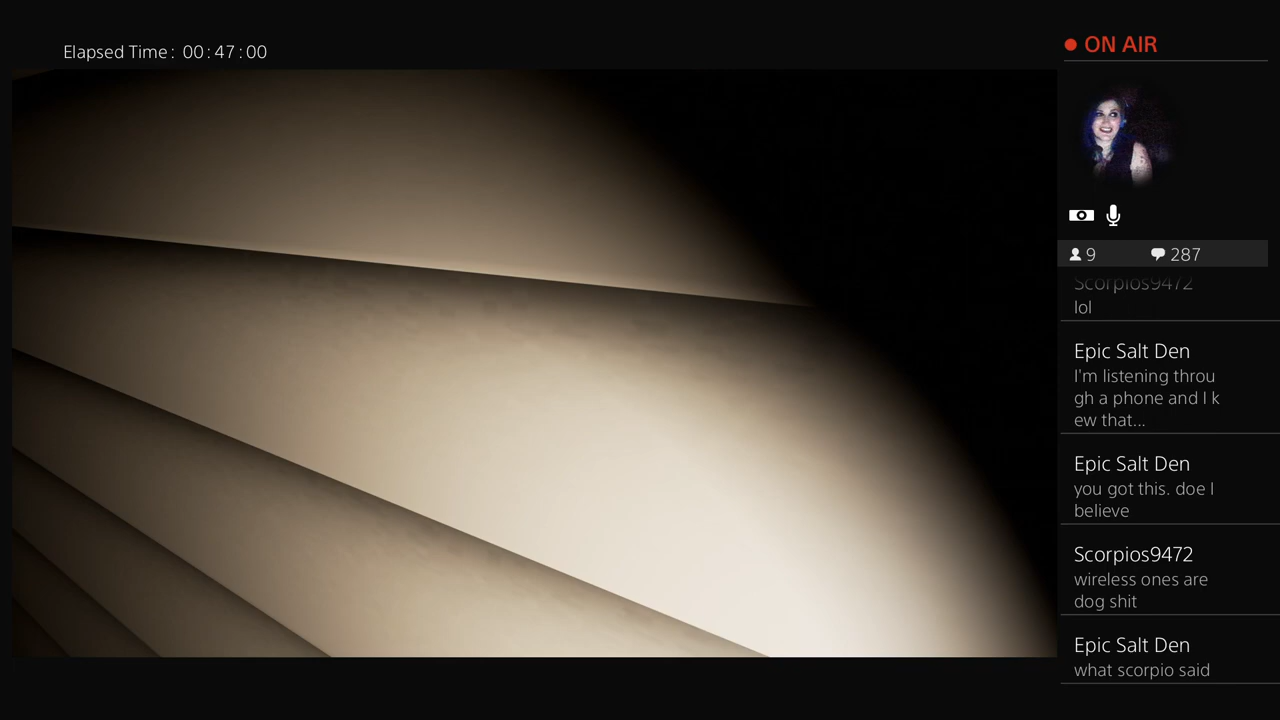 Elapsed Time: 00:47:00
ON AIR
9 287
Scorpios9472
lol
Epic Salt Den
I'm listening throu
gh a phone and I k
ew that...
Epic Salt Den
you got this. doe I
believe
Scorpios9472
wireless ones are
dog shit
Epic Salt Den
what scorpio said